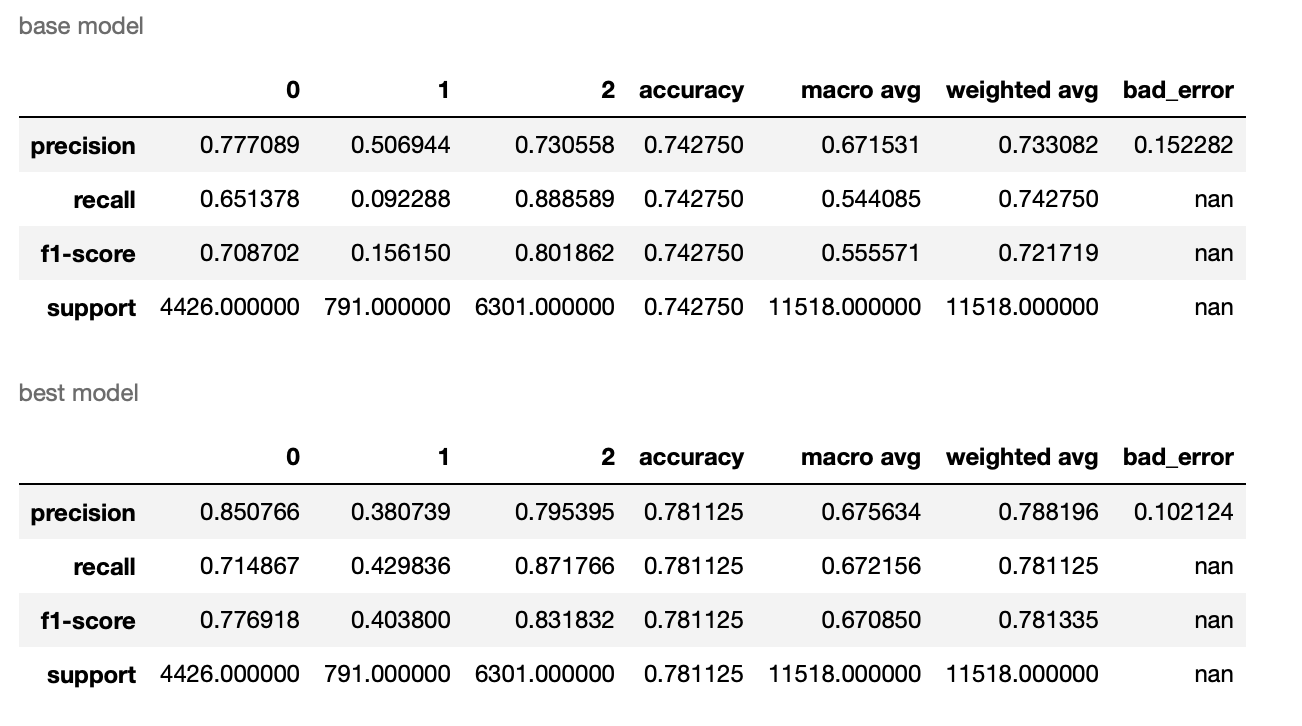 base model
0 1 2 accuracy macro avg weighted avg bad_error
precision 0.777089 0.506944 0.730558 0.742750 0.671531 0.733082 0.152282
recall 0.651378 0.092288 0.888589 0.742750 0.544085 0.742750 nan
f1-score 0.708702 0.156150 0.801862 0.742750 0.555571 0.721719 nan
support 4426.000000 791.000000 6301.000000 0.742750 11518.000000 11518.000000 nan
best model
0 1 2 accuracy macro avg weighted avg bad_error
precision 0.850766 0.380739 0.795395 0.781125 0.675634 0.788196 0.102124
recall 0.714867 0.429836 0.871766 0.781125 0.672156 0.781125 nan
f1-score 0.776918 0.403800 0.831832 0.781125 0.670850 0.781335 nan
support 4426.000000 791.000000 6301.000000 0.781125 11518.000000 11518.000000 nan